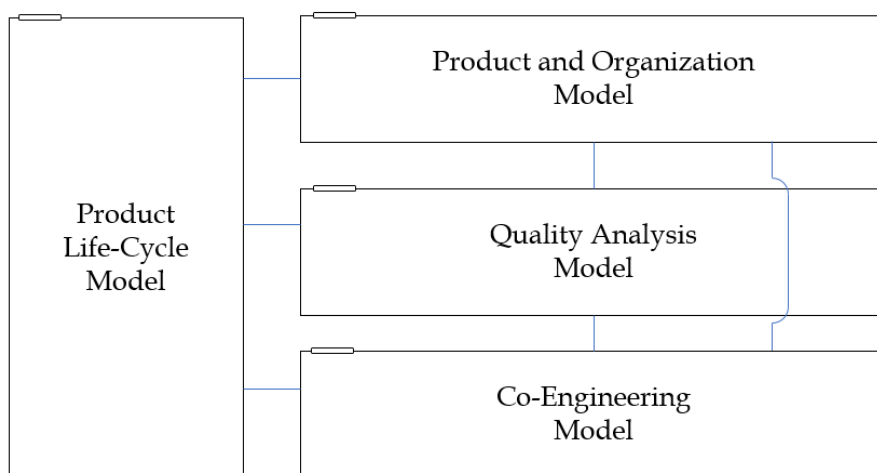 Product
Life-Cycle
Model
Product and Organization
Model
Quality Analysis
Model
Co-Engineering
Model